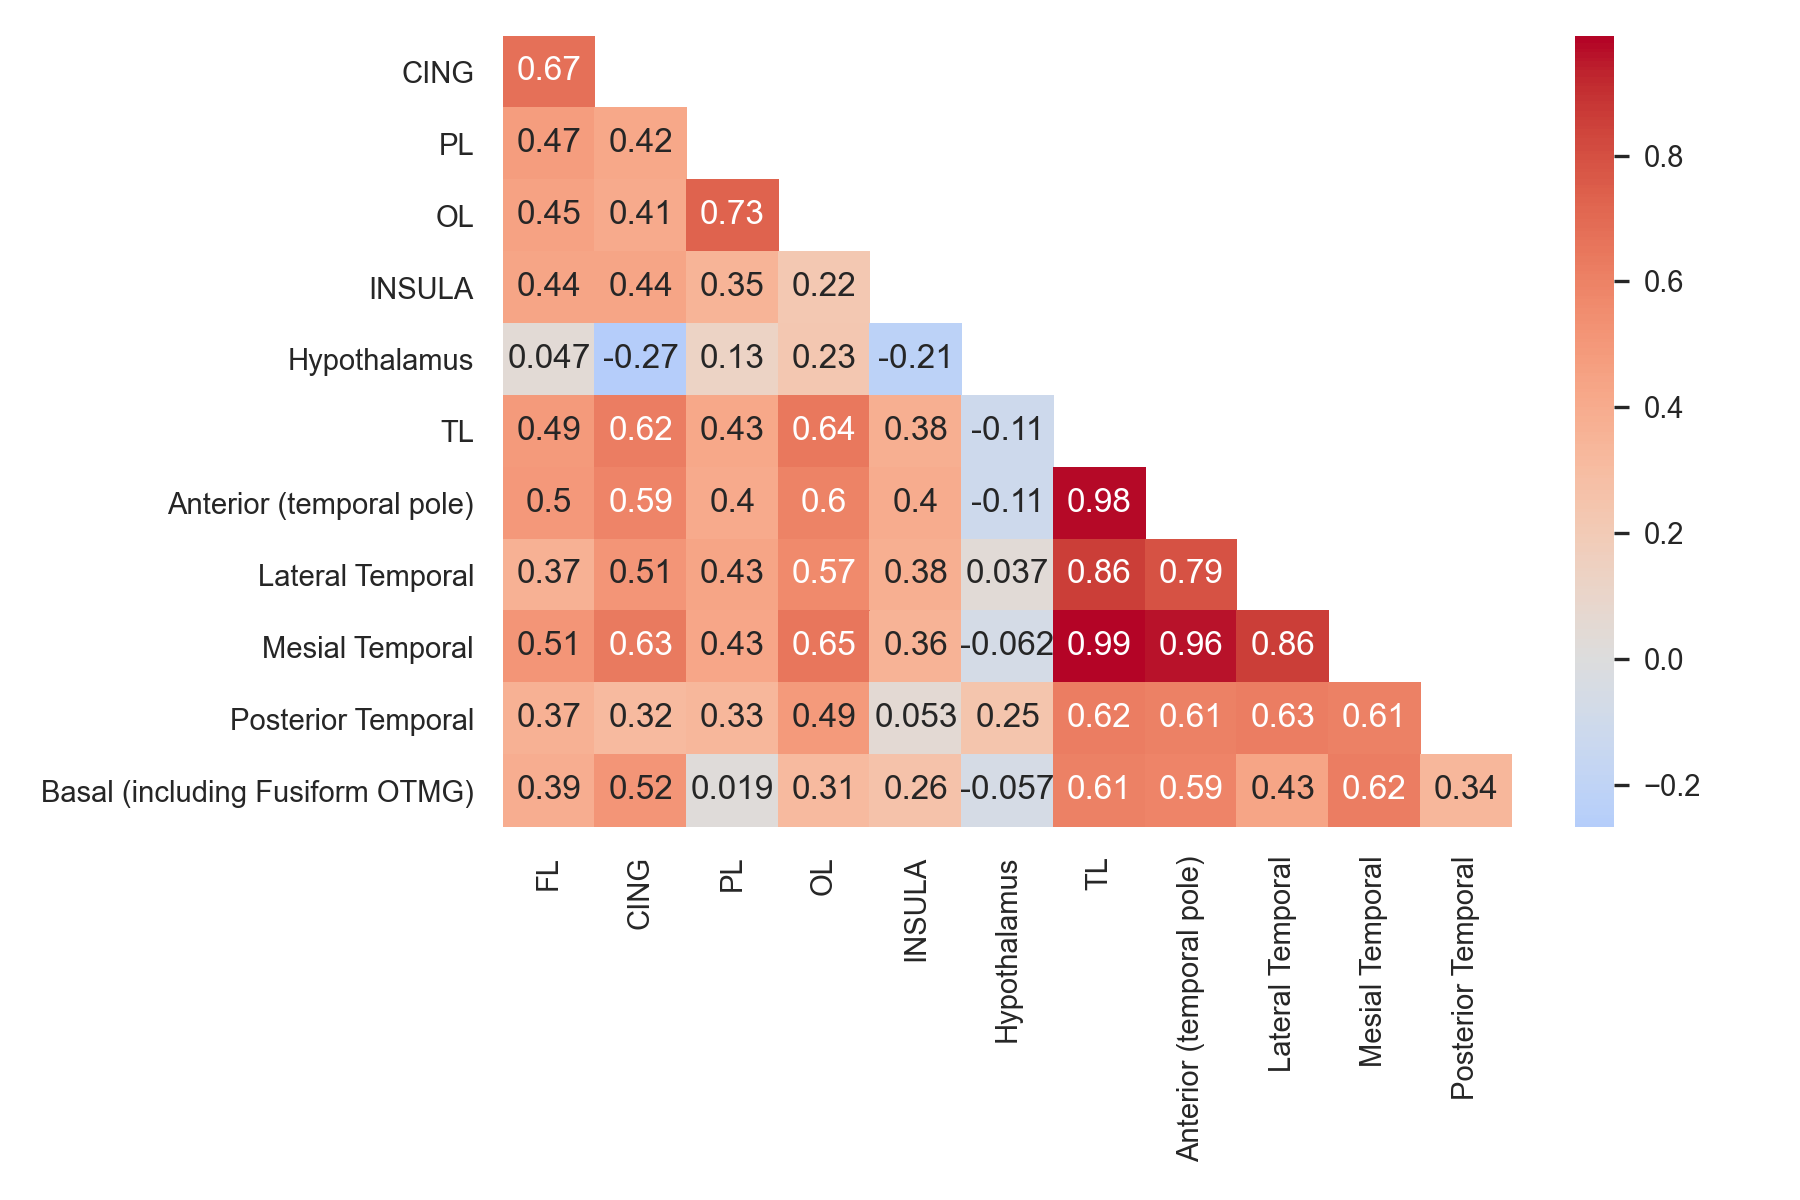 CING 0.67
PL 0.47 0.42
OL 0.45 0.41 0.73
INSULA 0.44 0.44 0.35 0.22
Hypothalamus 0.047 -0.27 0.13 0.23 -0.21
TL 0.49 0.62 0.43 0.64 0.38 -0.11
Anterior (temporal pole) 0.5 0.59 0.4 0.6 0.4 -0.11 0.98
Lateral Temporal 0.37 0.51 0.43 0.57 0.38 0.037 0.86 0.79
Mesial Temporal 0.51 0.63 0.43 0.65 0.36 -0.062 0.99 0.96 0.86
Posterior Temporal 0.37 0.32 0.33 0.49 0.053 0.25 0.62 0.61 0.63 0.61
Basal (including Fusiform OTMG) 0.39 0.52 0.019 0.31 0.26 -0.057 0.61 0.59 0.43 0.62 0.34
FL
CING
PL
OL
INSULA
Hypothalamus
TL
Anterior (temporal pole)
Lateral Temporal
Mesial Temporal
Posterior Temporal
0.8
0.6
0.4
0.2
0.0
−0.2